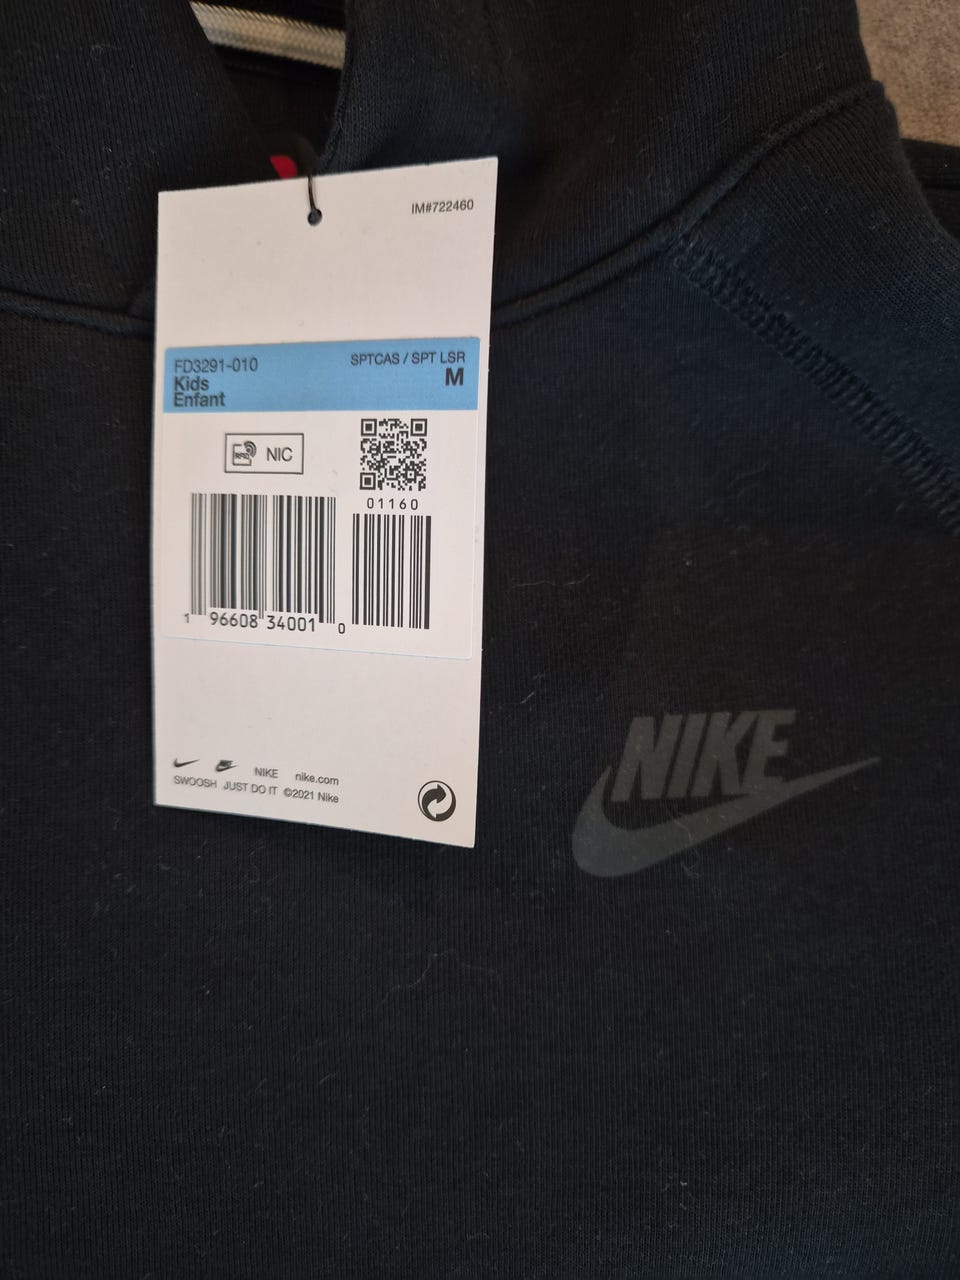 IM#722460
FD3291-010
SPTCAS / SPT LSR
Kids
M
Enfant
RFID
NIC
01160
1 96608 34001 0
NIKE nike.com
SWOOSH JUST DO IT ©2021 Nike
NIKE